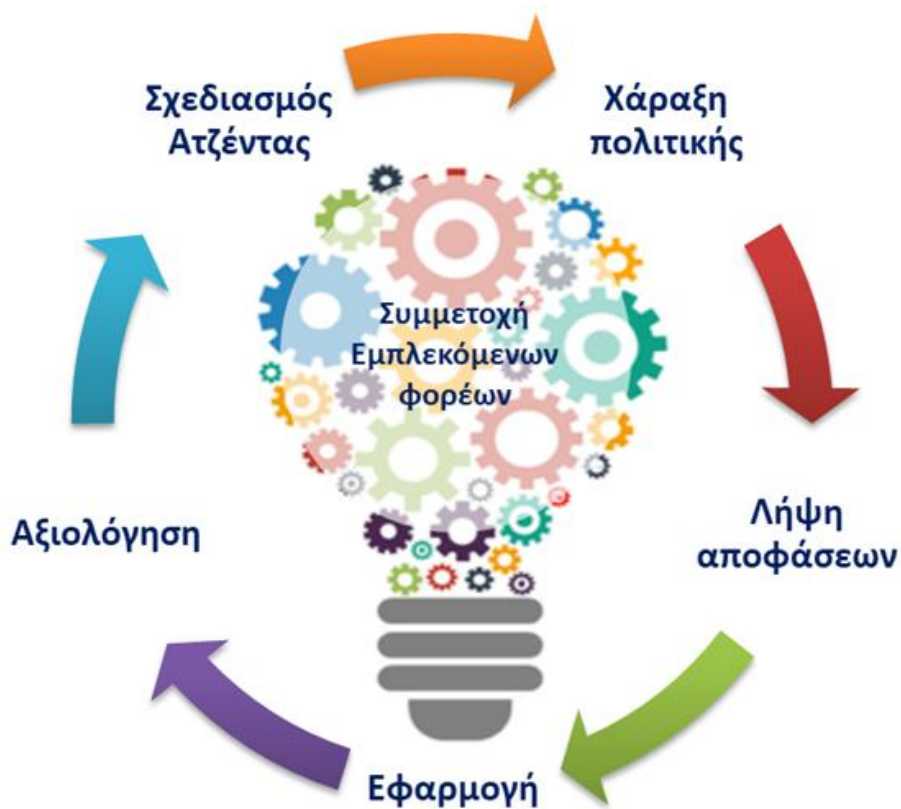 Σχεδιασμός
Ατζέντας
Χάραξη
πολιτικής
Συμμετοχή
Εμπλεκόμενων
φορέων
Λήψη
αποφάσεων
Εφαρμογή
Αξιολόγηση